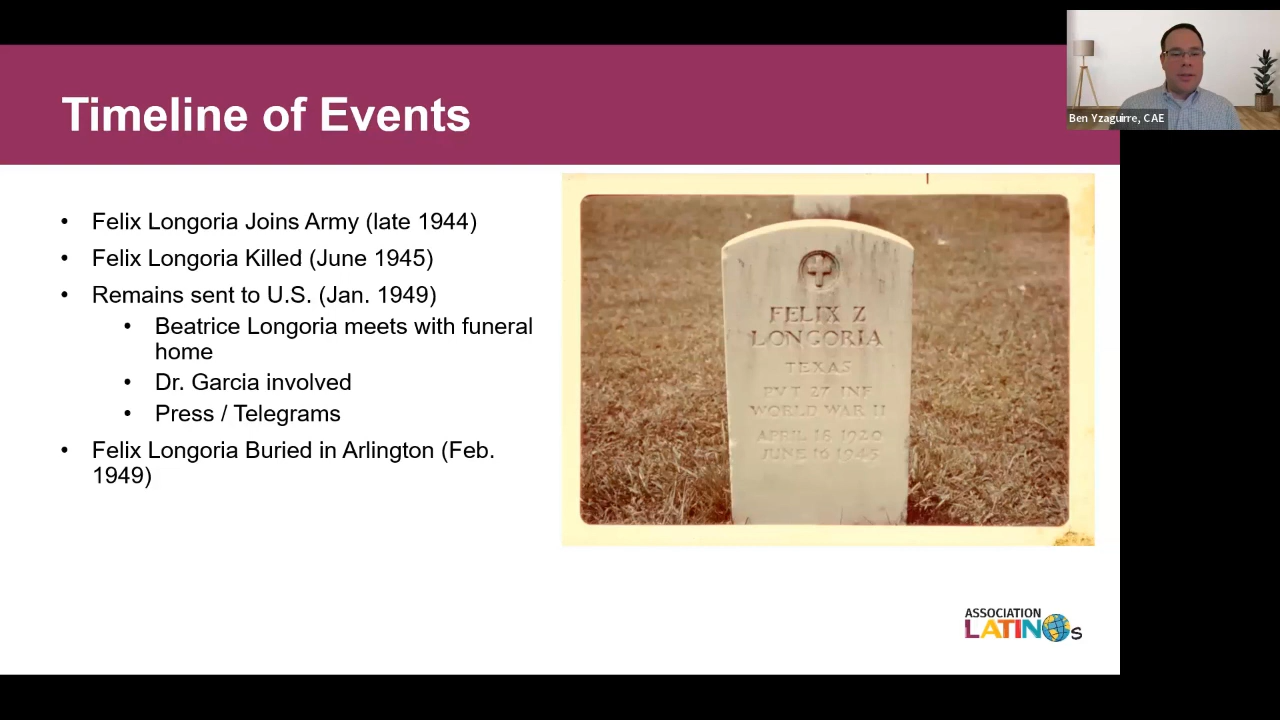 Timeline of Events
Ben Yzaguirre, CAE
• Felix Longoria Joins Army (late 1944)
• Felix Longoria Killed (June 1945)
• Remains sent to U.S. (Jan. 1949)
• Beatrice Longoria meets with funeral
home
• Dr. Garcia involved
• Press / Telegrams
• Felix Longoria Buried in Arlington (Feb.
1949)
FELIX Z
LONGORIA
TEXAS
PVT 27 INF
WORLD WAR II
APRIL 16 1920
JUNE 16 1945
ASSOCIATION
LATINOs